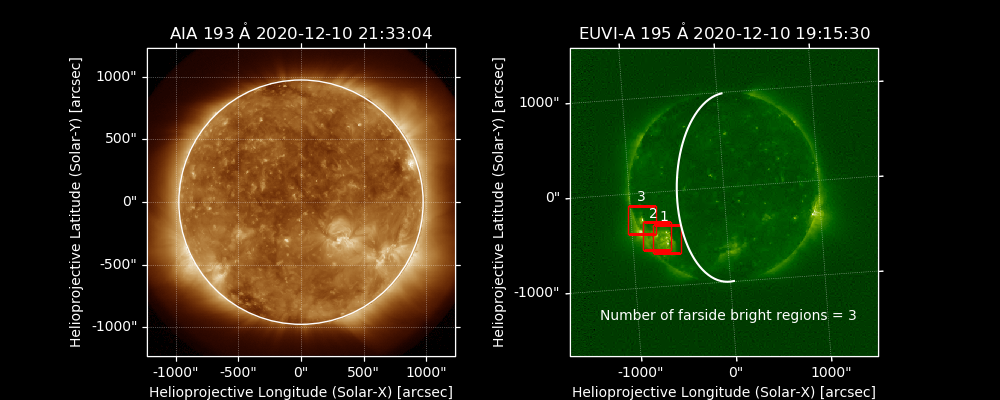 AIA 193 Å 2020-12-10 21:33:04
Helioprojective Latitude (Solar-Y) [arcsec]
1000"
500"
0"
-500"
-1000"
-1000"
-500"
0"
500"
1000"
Helioprojective Longitude (Solar-X) [arcsec]
EUVI-A 195 Å 2020-12-10 19:15:30
Helioprojective Latitude (Solar-Y) [arcsec]
1000"
0"
-1000"
3
2
1
Number of farside bright regions = 3
-1000"
0"
1000"
Helioprojective Longitude (Solar-X) [arcsec]